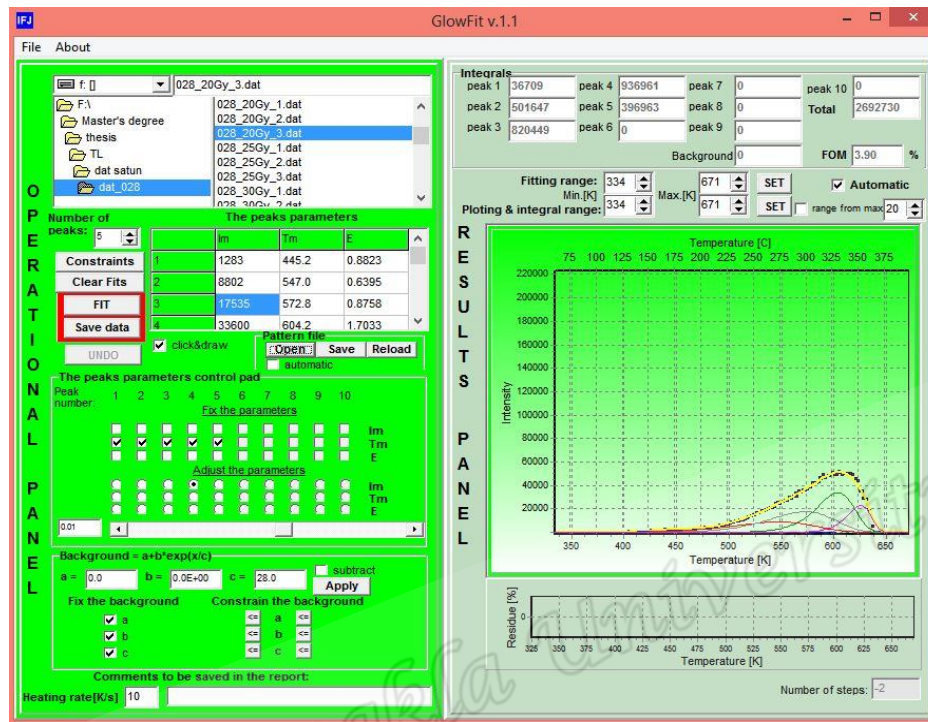 IFJ GlowFit v.1.1
File About
f: [] 028_20Gy_3.dat
F:\
Master's degree
thesis
TL
dat satun
dat_028
028_20Gy_1.dat
028_20Gy_2.dat
028_20Gy_3.dat
028_25Gy_1.dat
028_25Gy_2.dat
028_25Gy_3.dat
028_30Gy_1.dat
028_30Gy_2.dat
OPERATIONAL PANEL
Number of peaks: 5
The peaks parameters
Im Tm E
1 1283 445.2 0.8823
2 8802 547.0 0.6395
3 17535 572.8 0.8758
4 33600 604.2 1.7033
Constraints
Clear Fits
FIT
Save data
UNDO
click&draw
Pattern file
Open Save Reload
automatic
The peaks parameters control pad
Peak number: 1 2 3 4 5 6 7 8 9 10
Fix the parameters
Im
Tm
E
Adjust the parameters
Im
Tm
E
0.01
Background = a+b*exp(x/c)
a = 0.0 b = 0.0E+00 c = 28.0
subtract
Apply
Fix the background Constrain the background
a <= a <=
b <= b <=
c <= c <=
Comments to be saved in the report:
Heating rate[K/s] 10
Integrals
peak 1 36709 peak 4 936961 peak 7 0 peak 10 0
peak 2 501647 peak 5 396963 peak 8 0 Total 2692730
peak 3 820449 peak 6 0 peak 9 0
Background 0 FOM 3.90 %
Fitting range: 334 671 SET Automatic
Min.[K] Max.[K]
Ploting & integral range: 334 671 SET range from max 20
RESULTS PANEL
Temperature [C]
75 100 125 150 175 200 225 250 275 300 325 350 375
Intensity
220000
200000
180000
160000
140000
120000
100000
80000
60000
40000
20000
350 400 450 500 550 600 650
Temperature [K]
Residue [%]
0
325 350 375 400 425 450 475 500 525 550 575 600 625 650
Temperature [K]
Number of steps: -2